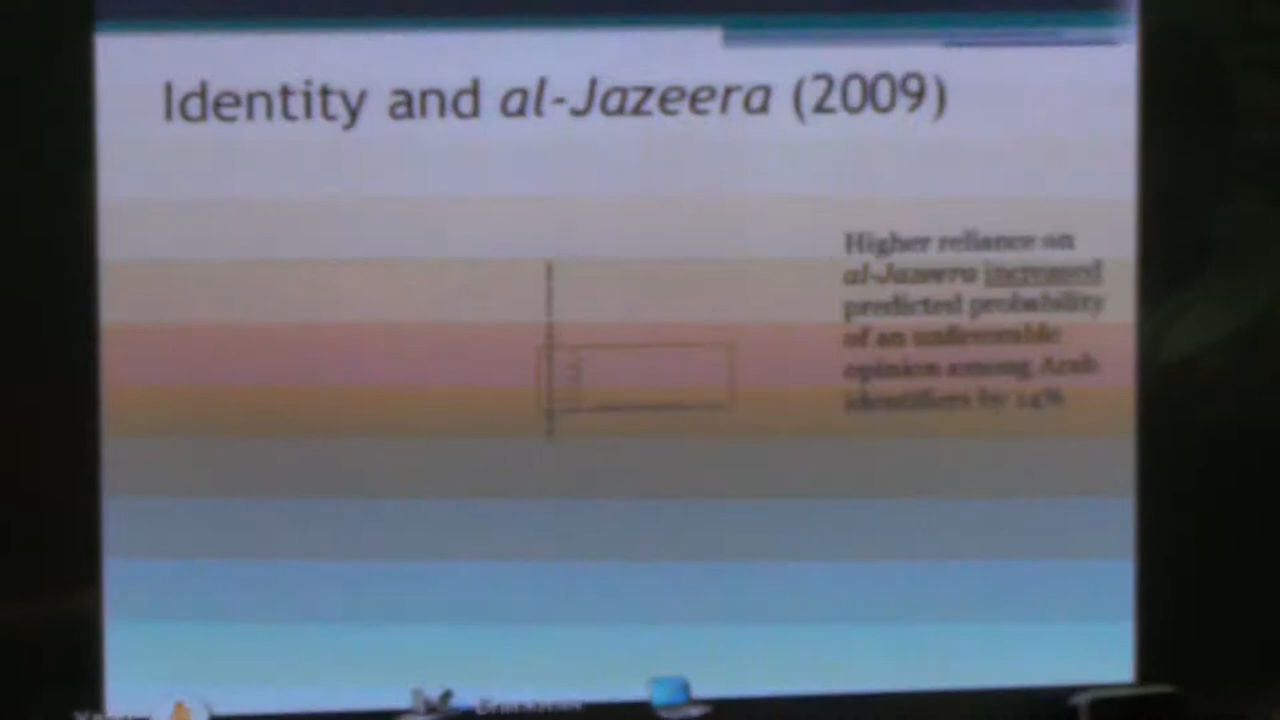 Identity and al-Jazeera (2009)
Higher reliance on
al-Jazeera increased
predicted probability
of an unfavorable
opinion among Arab
identifiers by 14%